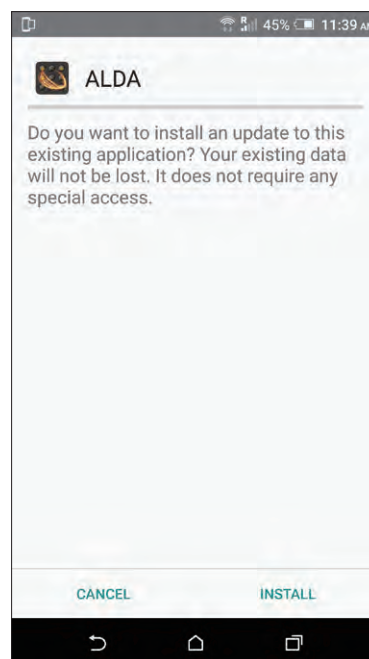 R 45% 11:39 AM
ALDA
Do you want to install an update to this
existing application? Your existing data
will not be lost. It does not require any
special access.
CANCEL INSTALL